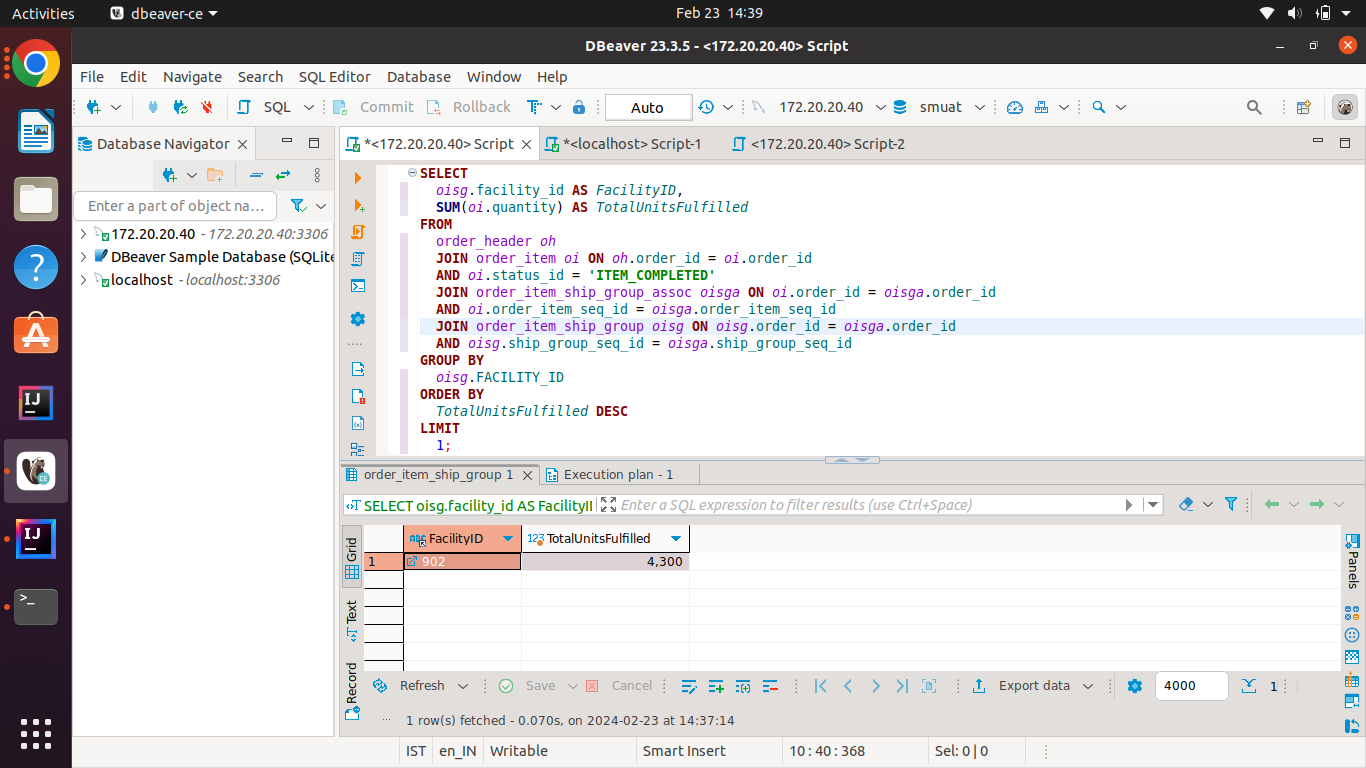 Activities
dbeaver-ce
Feb 23 14:39
DBeaver 23.3.5 - <172.20.20.40> Script
File Edit Navigate Search SQL Editor Database Window Help
SQL Commit Rollback Auto 172.20.20.40 smuat
Database Navigator
*<172.20.20.40> Script
*<localhost> Script-1
<172.20.20.40> Script-2
Enter a part of object na...
172.20.20.40 - 172.20.20.40:3306
DBeaver Sample Database (SQLite
localhost - localhost:3306
SELECT
oisg.facility_id AS FacilityID,
SUM(oi.quantity) AS TotalUnitsFulfilled
FROM
order_header oh
JOIN order_item oi ON oh.order_id = oi.order_id
AND oi.status_id = 'ITEM_COMPLETED'
JOIN order_item_ship_group_assoc oisga ON oi.order_id = oisga.order_id
AND oi.order_item_seq_id = oisga.order_item_seq_id
JOIN order_item_ship_group oisg ON oisg.order_id = oisga.order_id
AND oisg.ship_group_seq_id = oisga.ship_group_seq_id
GROUP BY
oisg.FACILITY_ID
ORDER BY
TotalUnitsFulfilled DESC
LIMIT
1;
order_item_ship_group 1
Execution plan - 1
SELECT oisg.facility_id AS FacilityII
Enter a SQL expression to filter results (use Ctrl+Space)
Grid
Text
Record
ABC FacilityID
123 TotalUnitsFulfilled
1 902 4,300
Panels
Refresh Save Cancel Export data 4000 1
1 row(s) fetched - 0.070s, on 2024-02-23 at 14:37:14
IST en_IN Writable Smart Insert 10 : 40 : 368 Sel: 0 | 0